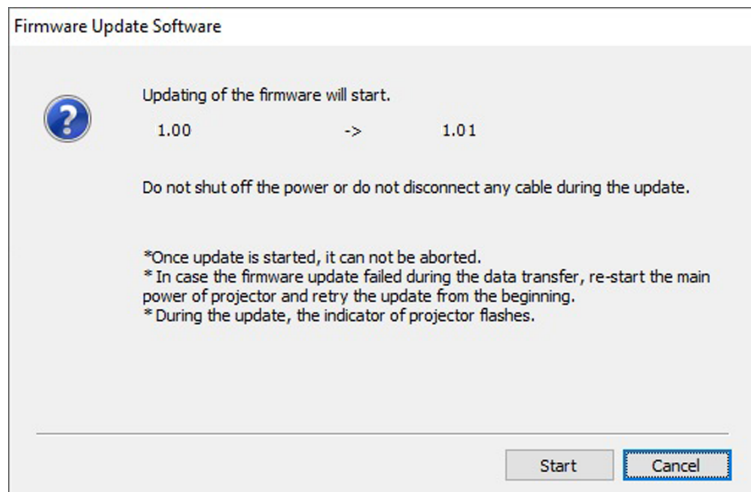 Firmware Update Software
Updating of the firmware will start.
1.00 -> 1.01
Do not shut off the power or do not disconnect any cable during the update.
*Once update is started, it can not be aborted.
* In case the firmware update failed during the data transfer, re-start the main
power of projector and retry the update from the beginning.
* During the update, the indicator of projector flashes.
Start Cancel